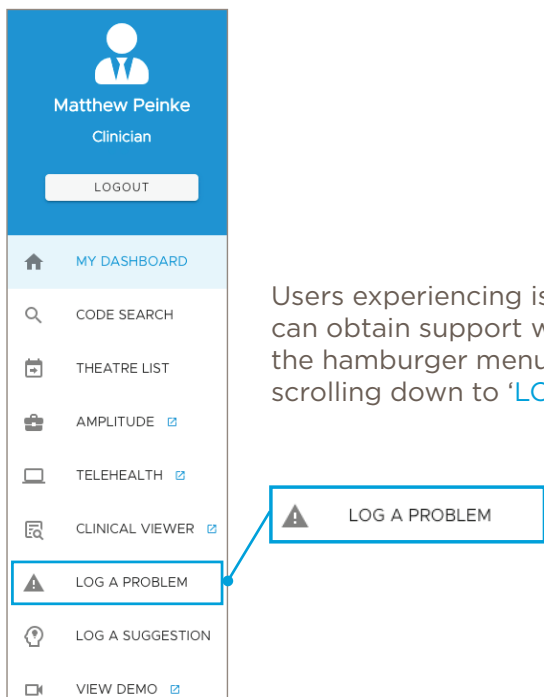 Matthew Peinke
Clinician
LOGOUT
MY DASHBOARD
CODE SEARCH
THEATRE LIST
AMPLITUDE
TELEHEALTH
CLINICAL VIEWER
LOG A PROBLEM
LOG A SUGGESTION
VIEW DEMO
Users experiencing
can obtain support
the hamburger menu
scrolling down to ‘
LOG A PROBLEM